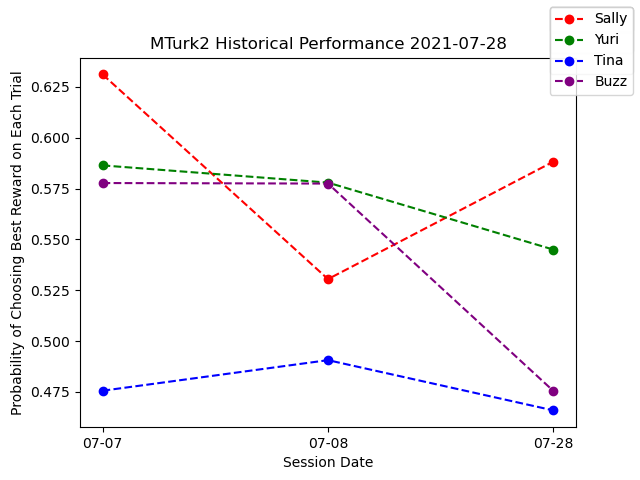 MTurk2 Historical Performance 2021-07-28
Sally
Yuri
Tina
Buzz
Probability of Choosing Best Reward on Each Trial
0.625
0.600
0.575
0.550
0.525
0.500
0.475
07-07
07-08
07-28
Session Date